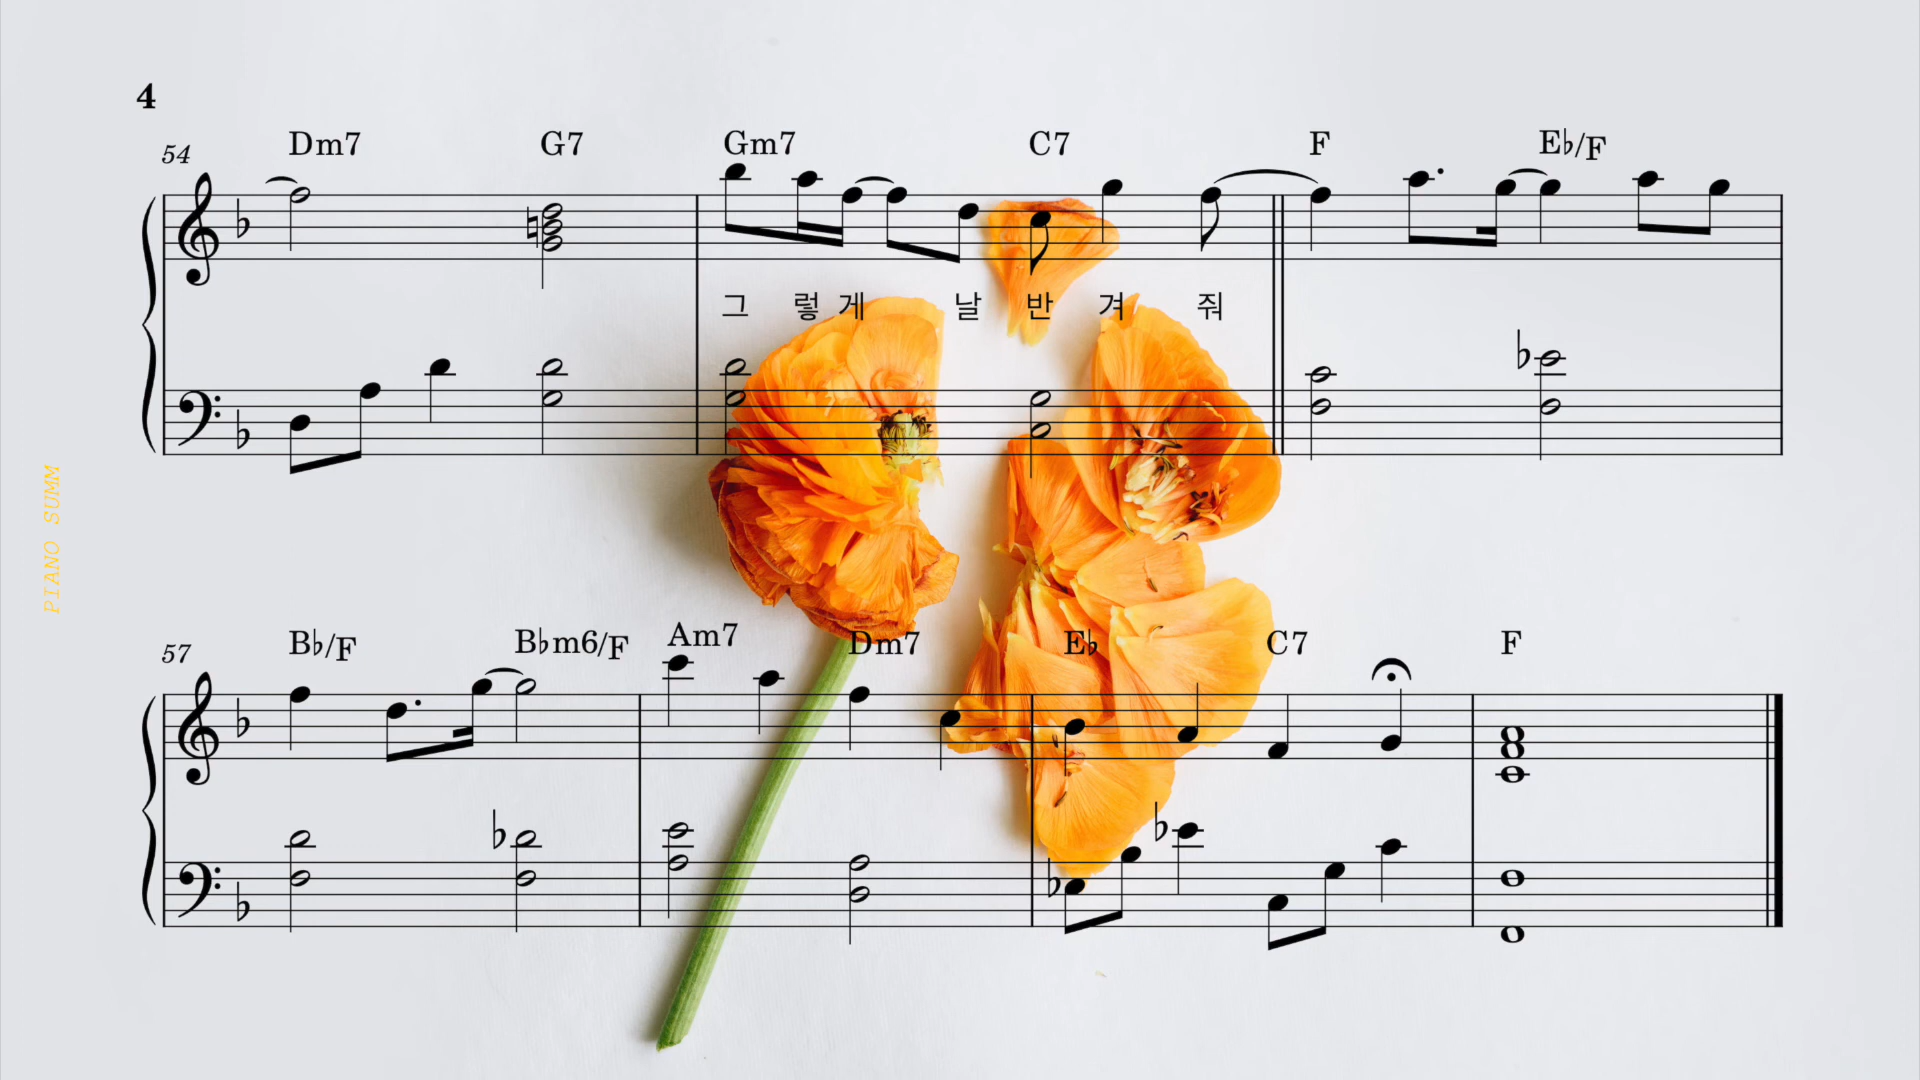 4
54 Dm7 G7 Gm7 C7 F E♭/F
그 렇 게 날 반 겨 줘
PIANO SUMM
57 B♭/F B♭m6/F Am7 Dm7 E♭ C7 F